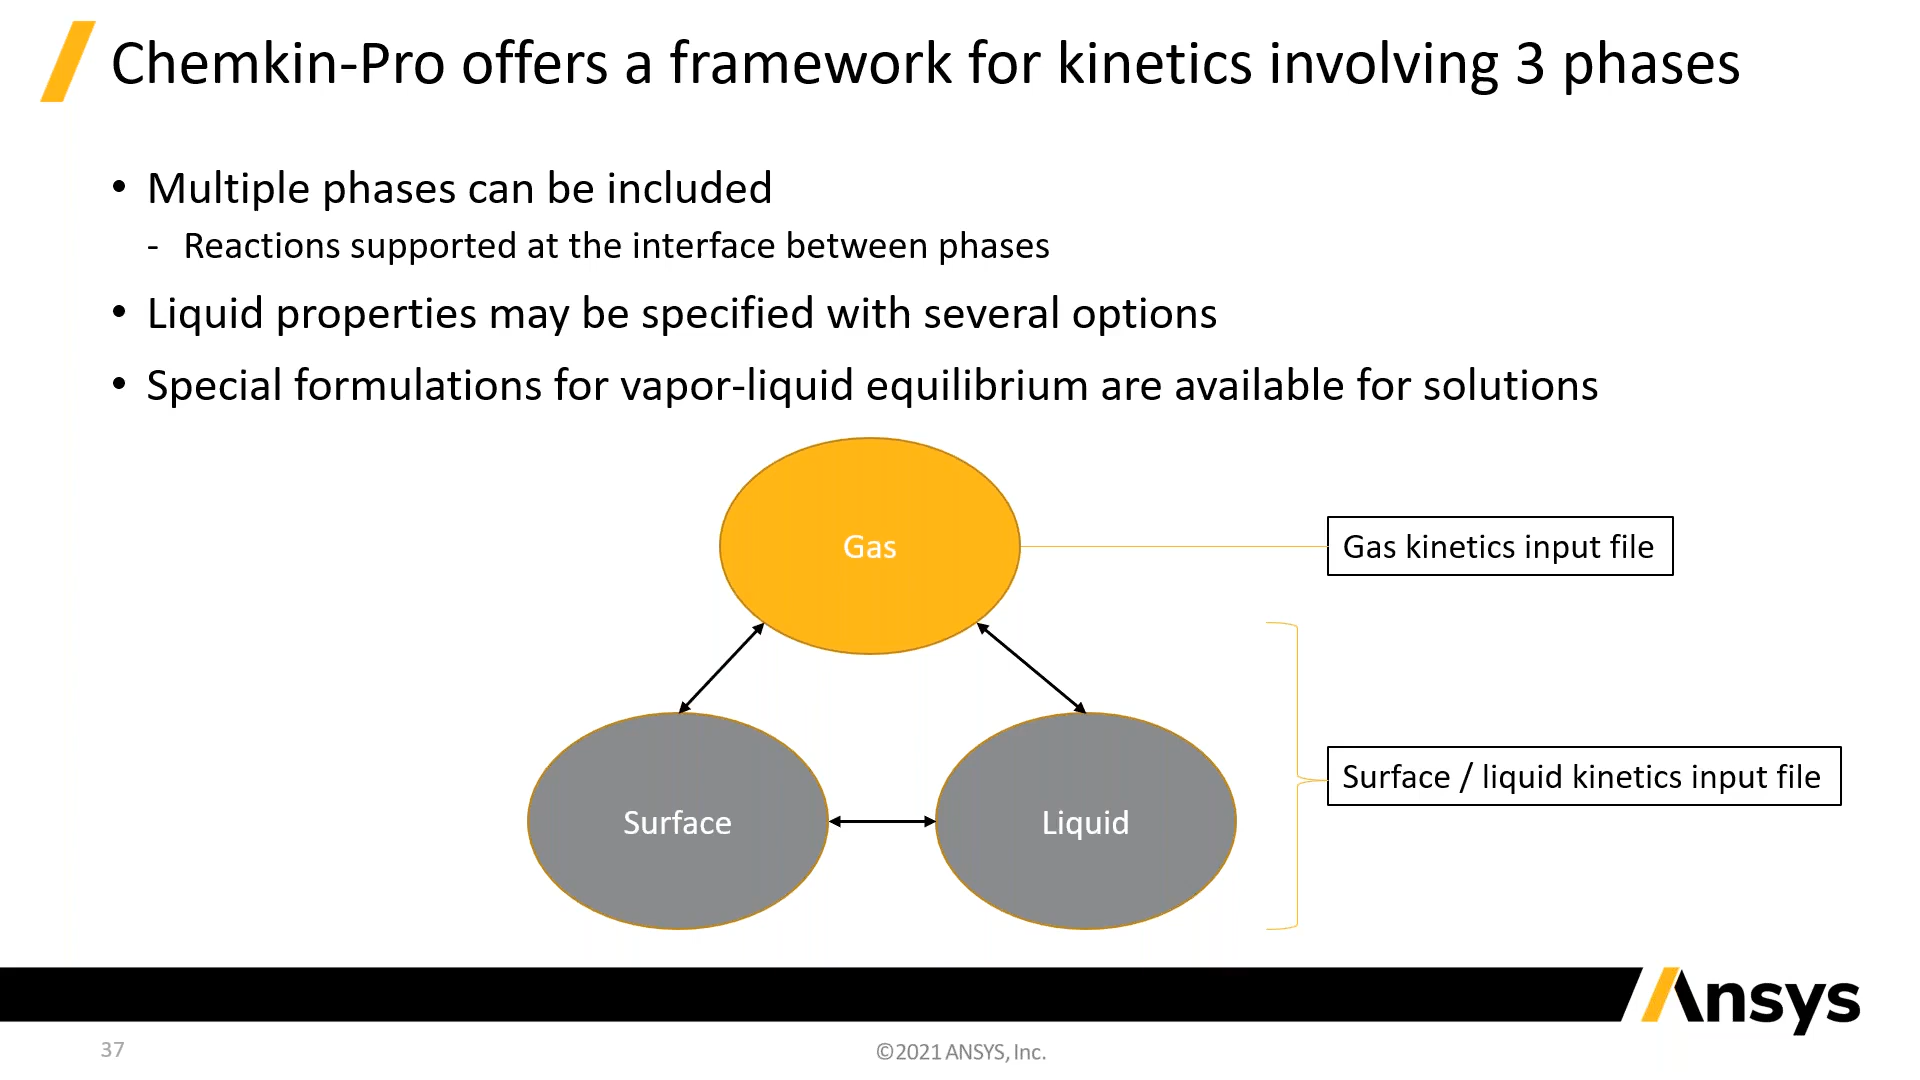 Chemkin-Pro offers a framework for kinetics involving 3 phases
• Multiple phases can be included
- Reactions supported at the interface between phases
• Liquid properties may be specified with several options
• Special formulations for vapor-liquid equilibrium are available for solutions
Gas
Gas kinetics input file
Surface / liquid kinetics input file
Surface
Liquid
Ansys
37
©2021 ANSYS, Inc.